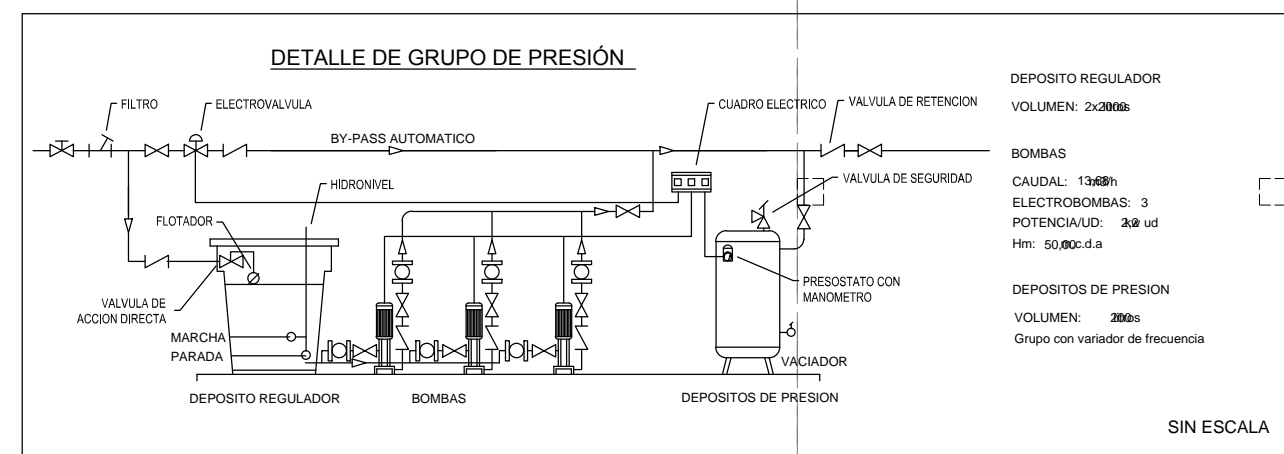 DETALLE DE GRUPO DE PRESIÓN
FILTRO
ELECTROVALVULA
CUADRO ELECTRICO
VALVULA DE RETENCION
BY-PASS AUTOMATICO
HIDRONIVEL
VALVULA DE SEGURIDAD
FLOTADOR
VALVULA DE
ACCION DIRECTA
PRESOSTATO CON
MANOMETRO
MARCHA
PARADA
VACIADOR
DEPOSITO REGULADOR
BOMBAS
DEPOSITOS DE PRESION
DEPOSITO REGULADOR
VOLUMEN:
BOMBAS
CAUDAL:
ELECTROBOMBAS: 3
POTENCIA/UD: ud
Hm: 50,00 m.c.d.a
DEPOSITOS DE PRESION
VOLUMEN:
Grupo con variador de frecuencia
SIN ESCALA